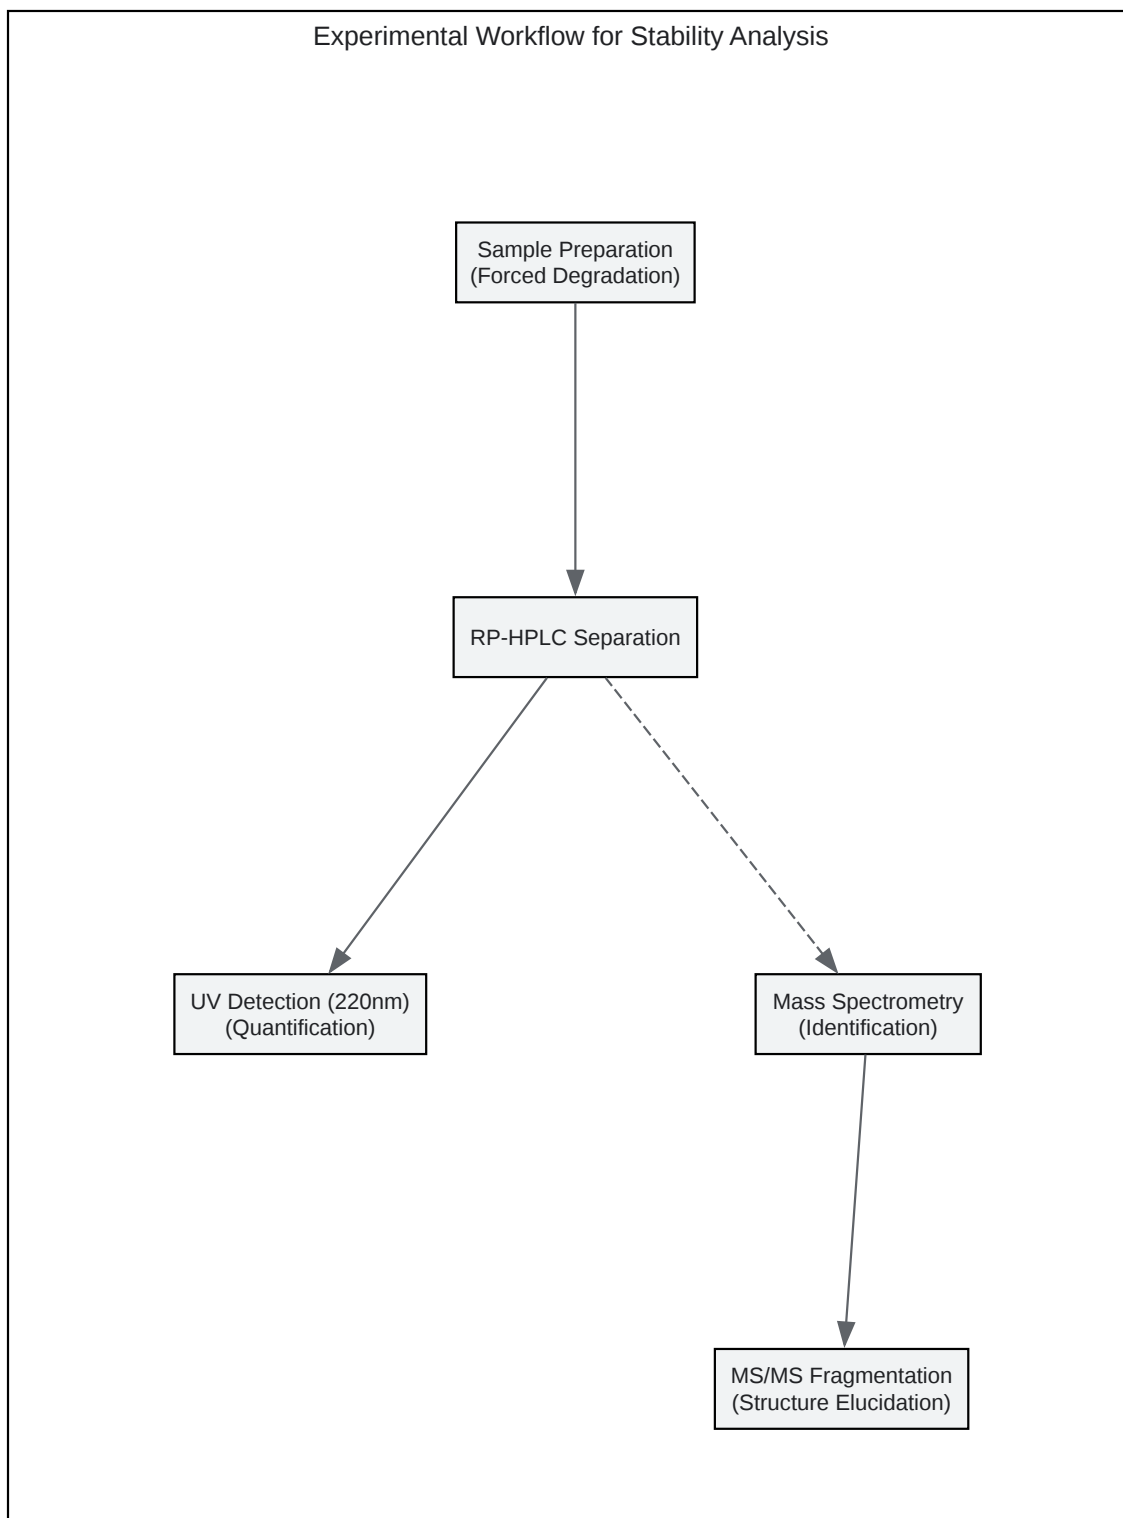 Experimental Workflow for Stability Analysis
Sample Preparation
(Forced Degradation)
RP-HPLC Separation
UV Detection (220nm)
(Quantification)
Mass Spectrometry
(Identification)
MS/MS Fragmentation
(Structure Elucidation)